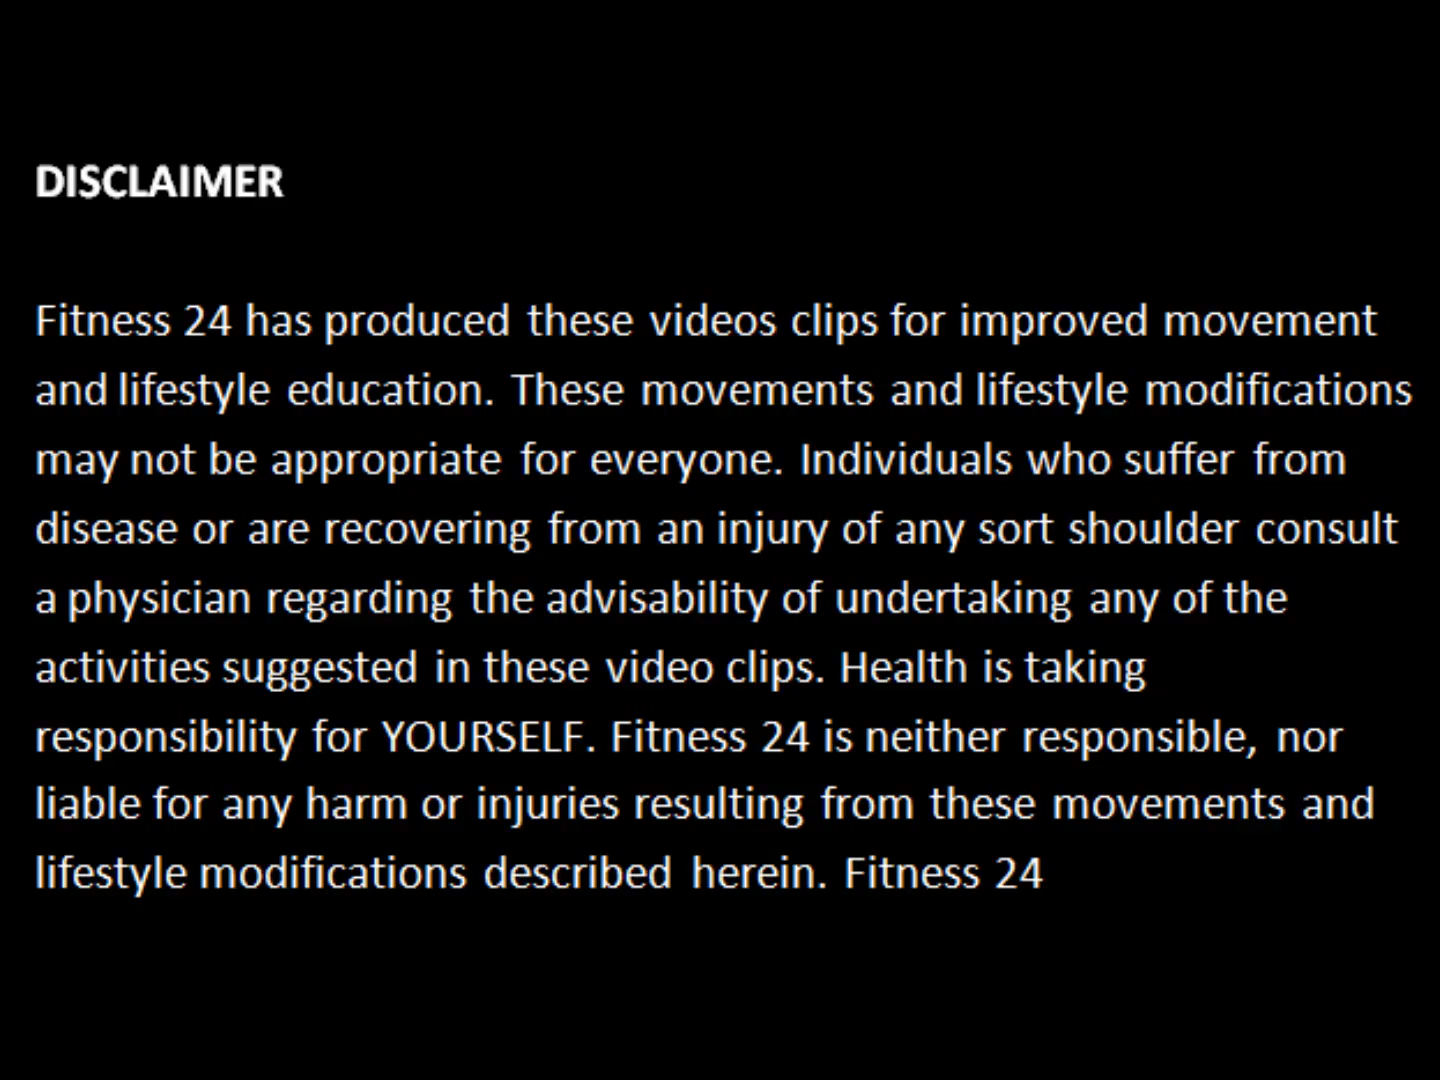 DISCLAIMER
Fitness 24 has produced these videos clips for improved movement
and lifestyle education. These movements and lifestyle modifications
may not be appropriate for everyone. Individuals who suffer from
disease or are recovering from an injury of any sort shoulder consult
a physician regarding the advisability of undertaking any of the
activities suggested in these video clips. Health is taking
responsibility for YOURSELF. Fitness 24 is neither responsible, nor
liable for any harm or injuries resulting from these movements and
lifestyle modifications described herein. Fitness 24